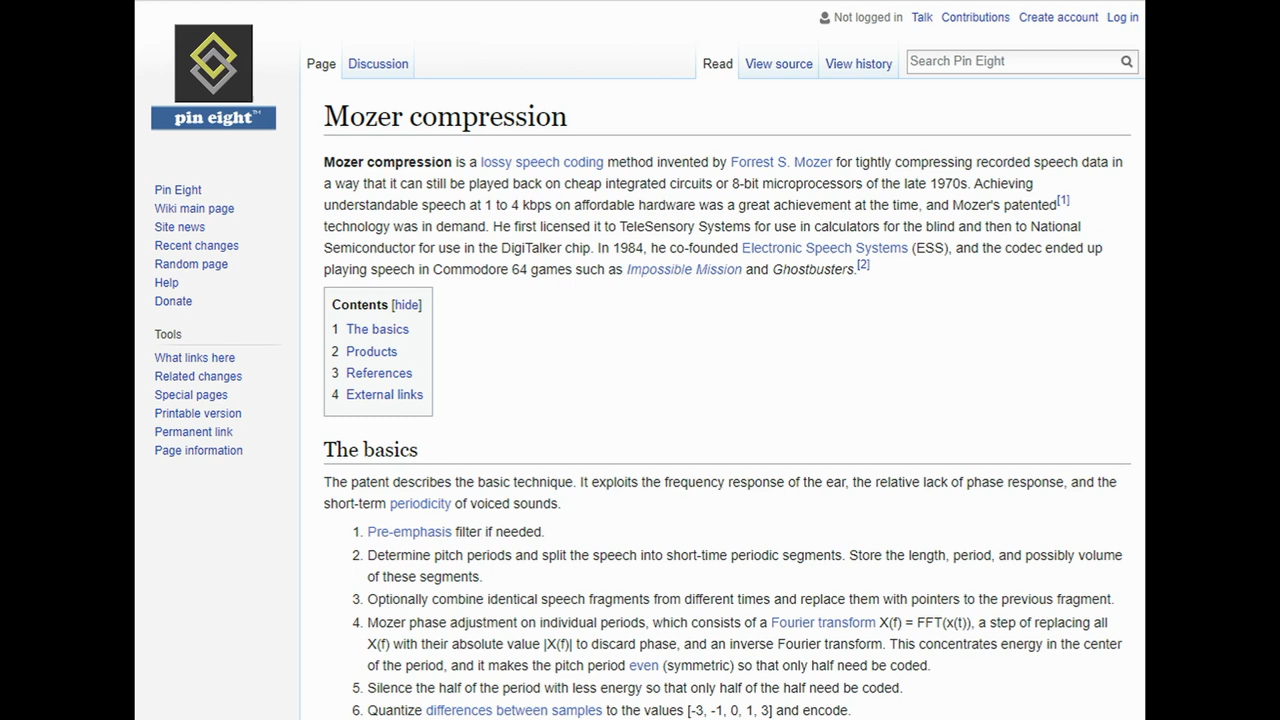 Not logged in Talk Contributions Create account Log in
Page Discussion Read View source View history Search Pin Eight
pin eight™
Pin Eight
Wiki main page
Site news
Recent changes
Random page
Help
Donate
Tools
What links here
Related changes
Special pages
Printable version
Permanent link
Page information
Mozer compression
Mozer compression is a lossy speech coding method invented by Forrest S. Mozer for tightly compressing recorded speech data in
a way that it can still be played back on cheap integrated circuits or 8-bit microprocessors of the late 1970s. Achieving
understandable speech at 1 to 4 kbps on affordable hardware was a great achievement at the time, and Mozer's patented[1]
technology was in demand. He first licensed it to TeleSensory Systems for use in calculators for the blind and then to National
Semiconductor for use in the DigiTalker chip. In 1984, he co-founded Electronic Speech Systems (ESS), and the codec ended up
playing speech in Commodore 64 games such as Impossible Mission and Ghostbusters.[2]
Contents [hide]
1 The basics
2 Products
3 References
4 External links
The basics
The patent describes the basic technique. It exploits the frequency response of the ear, the relative lack of phase response, and the
short-term periodicity of voiced sounds.
1. Pre-emphasis filter if needed.
2. Determine pitch periods and split the speech into short-time periodic segments. Store the length, period, and possibly volume
of these segments.
3. Optionally combine identical speech fragments from different times and replace them with pointers to the previous fragment.
4. Mozer phase adjustment on individual periods, which consists of a Fourier transform X(f) = FFT(x(t)), a step of replacing all
X(f) with their absolute value |X(f)| to discard phase, and an inverse Fourier transform. This concentrates energy in the center
of the period, and it makes the pitch period even (symmetric) so that only half need be coded.
5. Silence the half of the period with less energy so that only half of the half need be coded.
6. Quantize differences between samples to the values [-3, -1, 0, 1, 3] and encode.